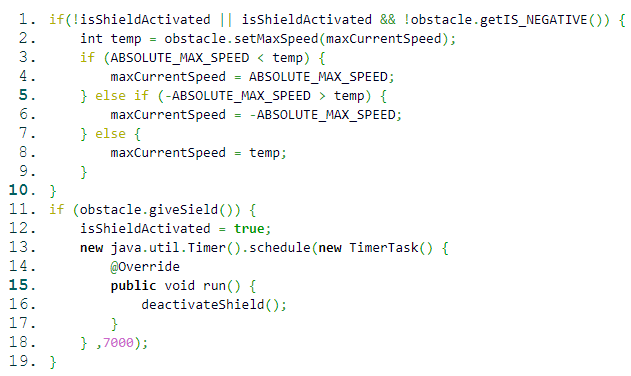 1. if(!isShieldActivated || isShieldActivated && !obstacle.getIS_NEGATIVE()) {
2.     int temp = obstacle.setMaxSpeed(maxCurrentSpeed);
3.     if (ABSOLUTE_MAX_SPEED < temp) {
4.         maxCurrentSpeed = ABSOLUTE_MAX_SPEED;
5.     } else if (-ABSOLUTE_MAX_SPEED > temp) {
6.         maxCurrentSpeed = -ABSOLUTE_MAX_SPEED;
7.     } else {
8.         maxCurrentSpeed = temp;
9.     }
10. }
11. if (obstacle.giveSield()) {
12.     isShieldActivated = true;
13.     new java.util.Timer().schedule(new TimerTask() {
14.         @Override
15.         public void run() {
16.             deactivateShield();
17.         }
18.     } ,7000);
19. }